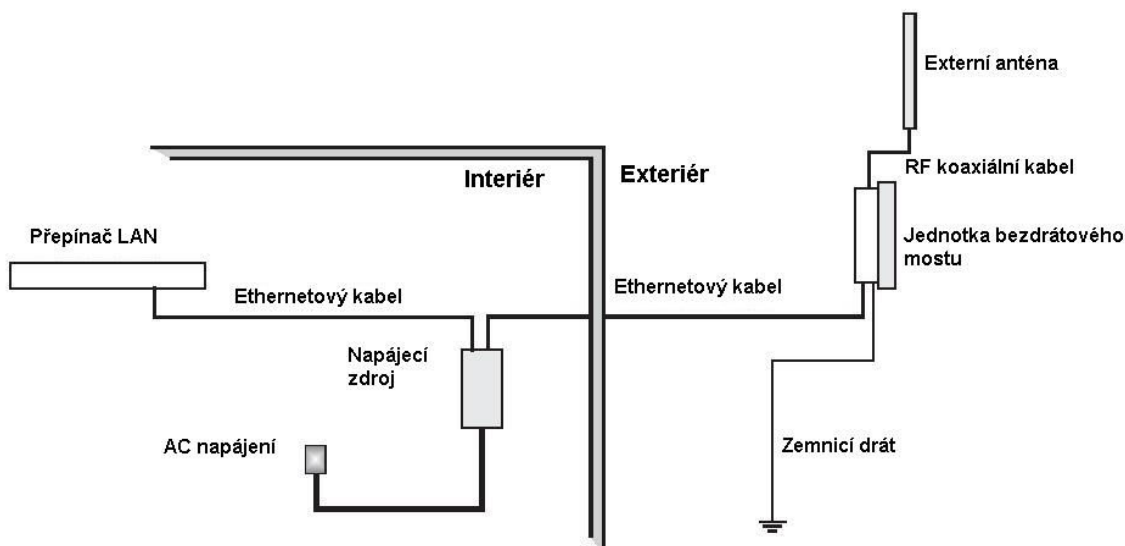 Externí anténa
RF koaxiální kabel
Interiér
Exteriér
Přepínač LAN
Jednotka bezdrátového
mostu
Ethernetový kabel
Ethernetový kabel
Napájecí
zdroj
AC napájení
Zemnicí drát